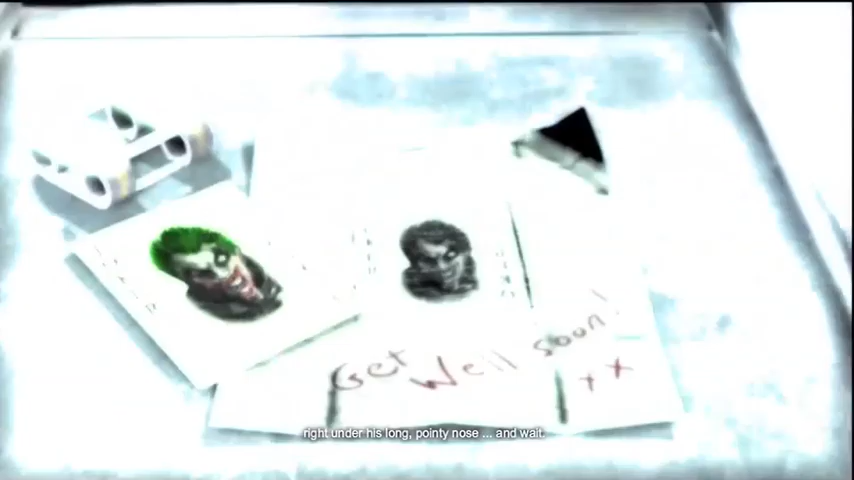 Get Well soon!
xx
right under his long, pointy nose ... and wait.